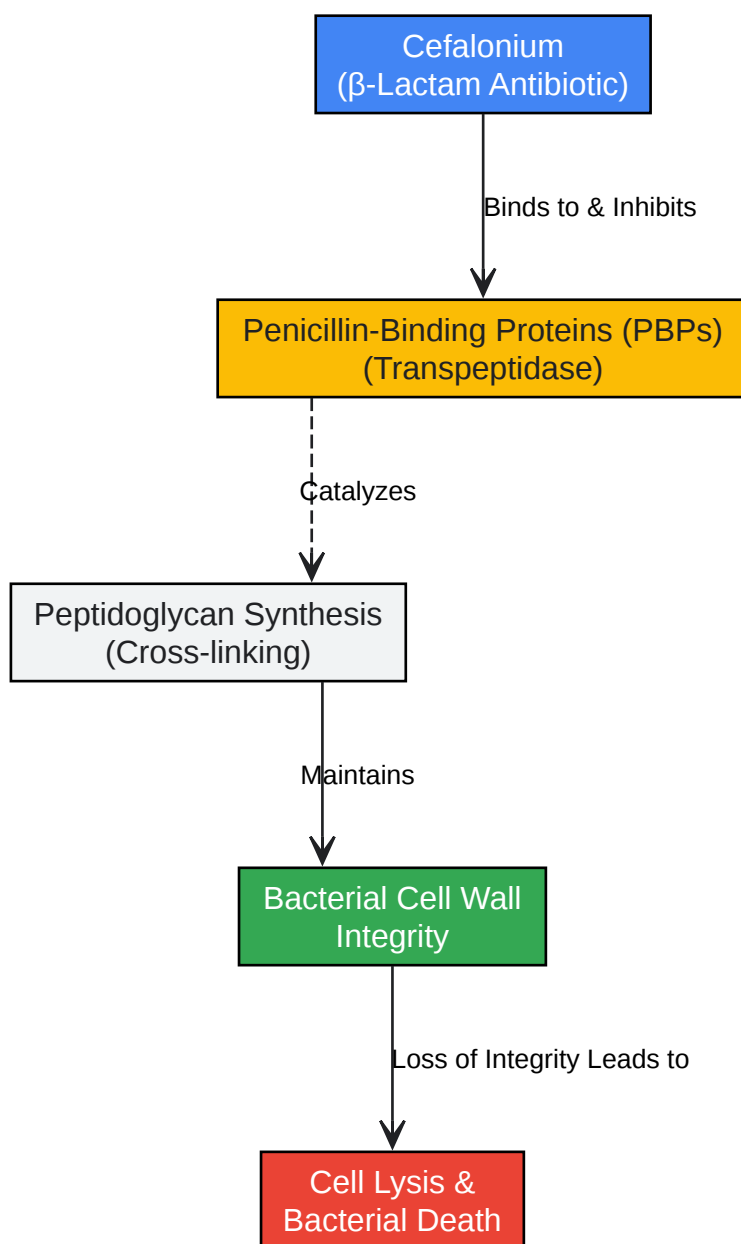 Cefalonium
(β-Lactam Antibiotic)
Binds to & Inhibits
Penicillin-Binding Proteins (PBPs)
(Transpeptidase)
Catalyzes
Peptidoglycan Synthesis
(Cross-linking)
Maintains
Bacterial Cell Wall
Integrity
Loss of Integrity Leads to
Cell Lysis &
Bacterial Death